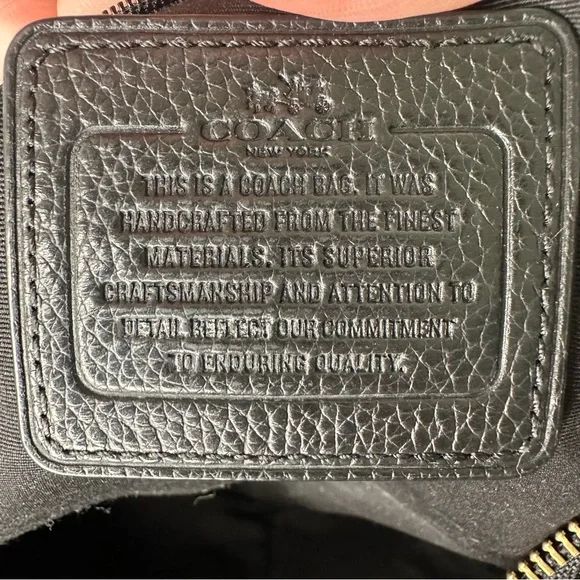 COACH
NEW YORK
THIS IS A COACH BAG. IT WAS
HANDCRAFTED FROM THE FINEST
MATERIALS. ITS SUPERIOR
CRAFTSMANSHIP AND ATTENTION TO
DETAIL REFLECT OUR COMMITMENT
TO ENDURING QUALITY.